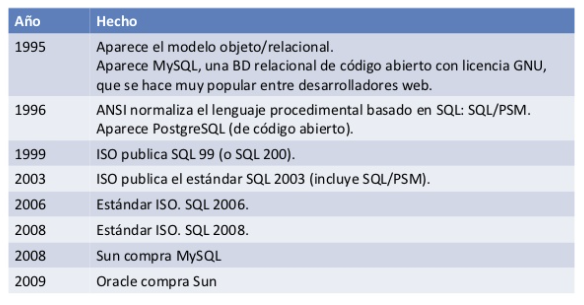 Año Hecho
1995 Aparece el modelo objeto/relacional.
Aparece MySQL, una BD relacional de código abierto con licencia GNU,
que se hace muy popular entre desarrolladores web.
1996 ANSI normaliza el lenguaje procedimental basado en SQL: SQL/PSM.
Aparece PostgreSQL (de código abierto).
1999 ISO publica SQL 99 (o SQL 200).
2003 ISO publica el estándar SQL 2003 (incluye SQL/PSM).
2006 Estándar ISO. SQL 2006.
2008 Estándar ISO. SQL 2008.
2008 Sun compra MySQL
2009 Oracle compra Sun